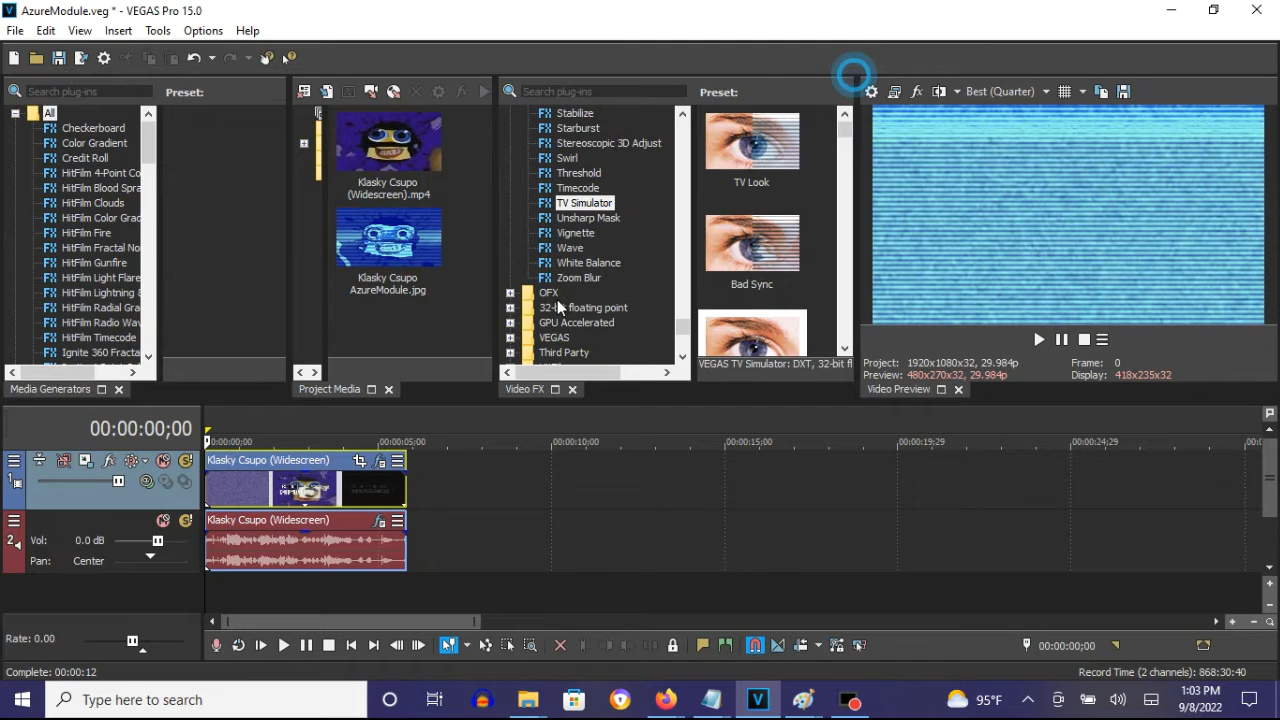 AzureModule.veg * - VEGAS Pro 15.0
File Edit View Insert Tools Options Help
Search plug-ins
Preset:
Search plug-ins
Preset:
Best (Quarter)
All
Checkerboard
Color Gradient
Credit Roll
HitFilm 4-Point Co
HitFilm Blood Spra
HitFilm Clouds
HitFilm Color Grad
HitFilm Fire
HitFilm Fractal No
HitFilm Gunfire
HitFilm Light Flare
HitFilm Lightning &
HitFilm Radial Gra
HitFilm Radio Wav
HitFilm Timecode
Ignite 360 Fracta
Media Generators
Klasky Csupo
(Widescreen).mp4
Klasky Csupo
AzureModule.jpg
Project Media
Stabilize
Starburst
Stereoscopic 3D Adjust
Swirl
Threshold
Timecode
TV Simulator
Unsharp Mask
Vignette
Wave
White Balance
Zoom Blur
OFX
32-bit floating point
GPU Accelerated
VEGAS
Third Party
Video FX
TV Look
Bad Sync
VEGAS TV Simulator: DXT, 32-bit fl
Project: 1920x1080x32, 29.984p
Preview: 480x270x32, 29.984p
Frame: 0
Display: 418x235x32
Video Preview
00:00:00;00
0:00:00;00
00:00:05;00
00:00:10;00
00:00:15;00
00:00:19;29
00:00:24;29
1
Klasky Csupo (Widescreen)
2
Vol: 0.0 dB
Pan: Center
Klasky Csupo (Widescreen)
Rate: 0.00
00:00:00;00
Complete: 00:00:12
Record Time (2 channels): 868:30:40
Type here to search
95°F
1:03 PM
9/8/2022